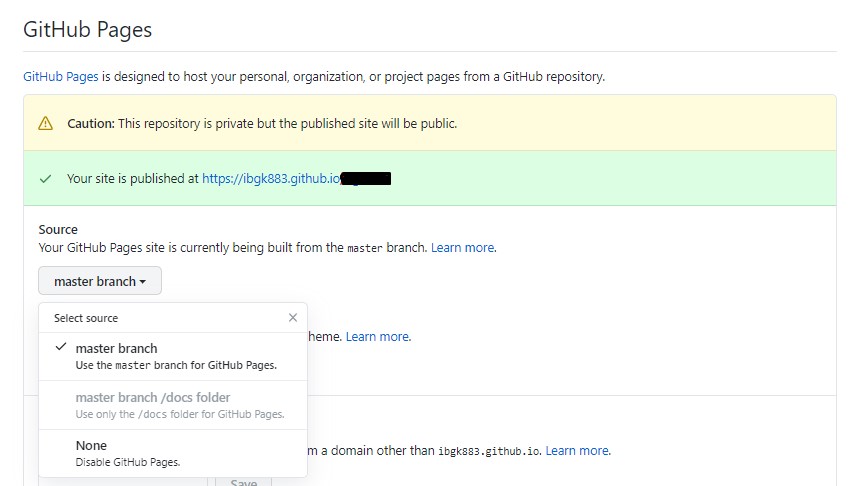 GitHub Pages
GitHub Pages is designed to host your personal, organization, or project pages from a GitHub repository.
Caution: This repository is private but the published site will be public.
Your site is published at https://ibgk883.github.io
Source
Your GitHub Pages site is currently being built from the master branch. Learn more.
master branch
Select source
heme. Learn more.
master branch
Use the master branch for GitHub Pages.
master branch /docs folder
Use only the /docs folder for GitHub Pages.
None
Disable GitHub Pages.
m a domain other than ibgk883.github.io. Learn more.
Save